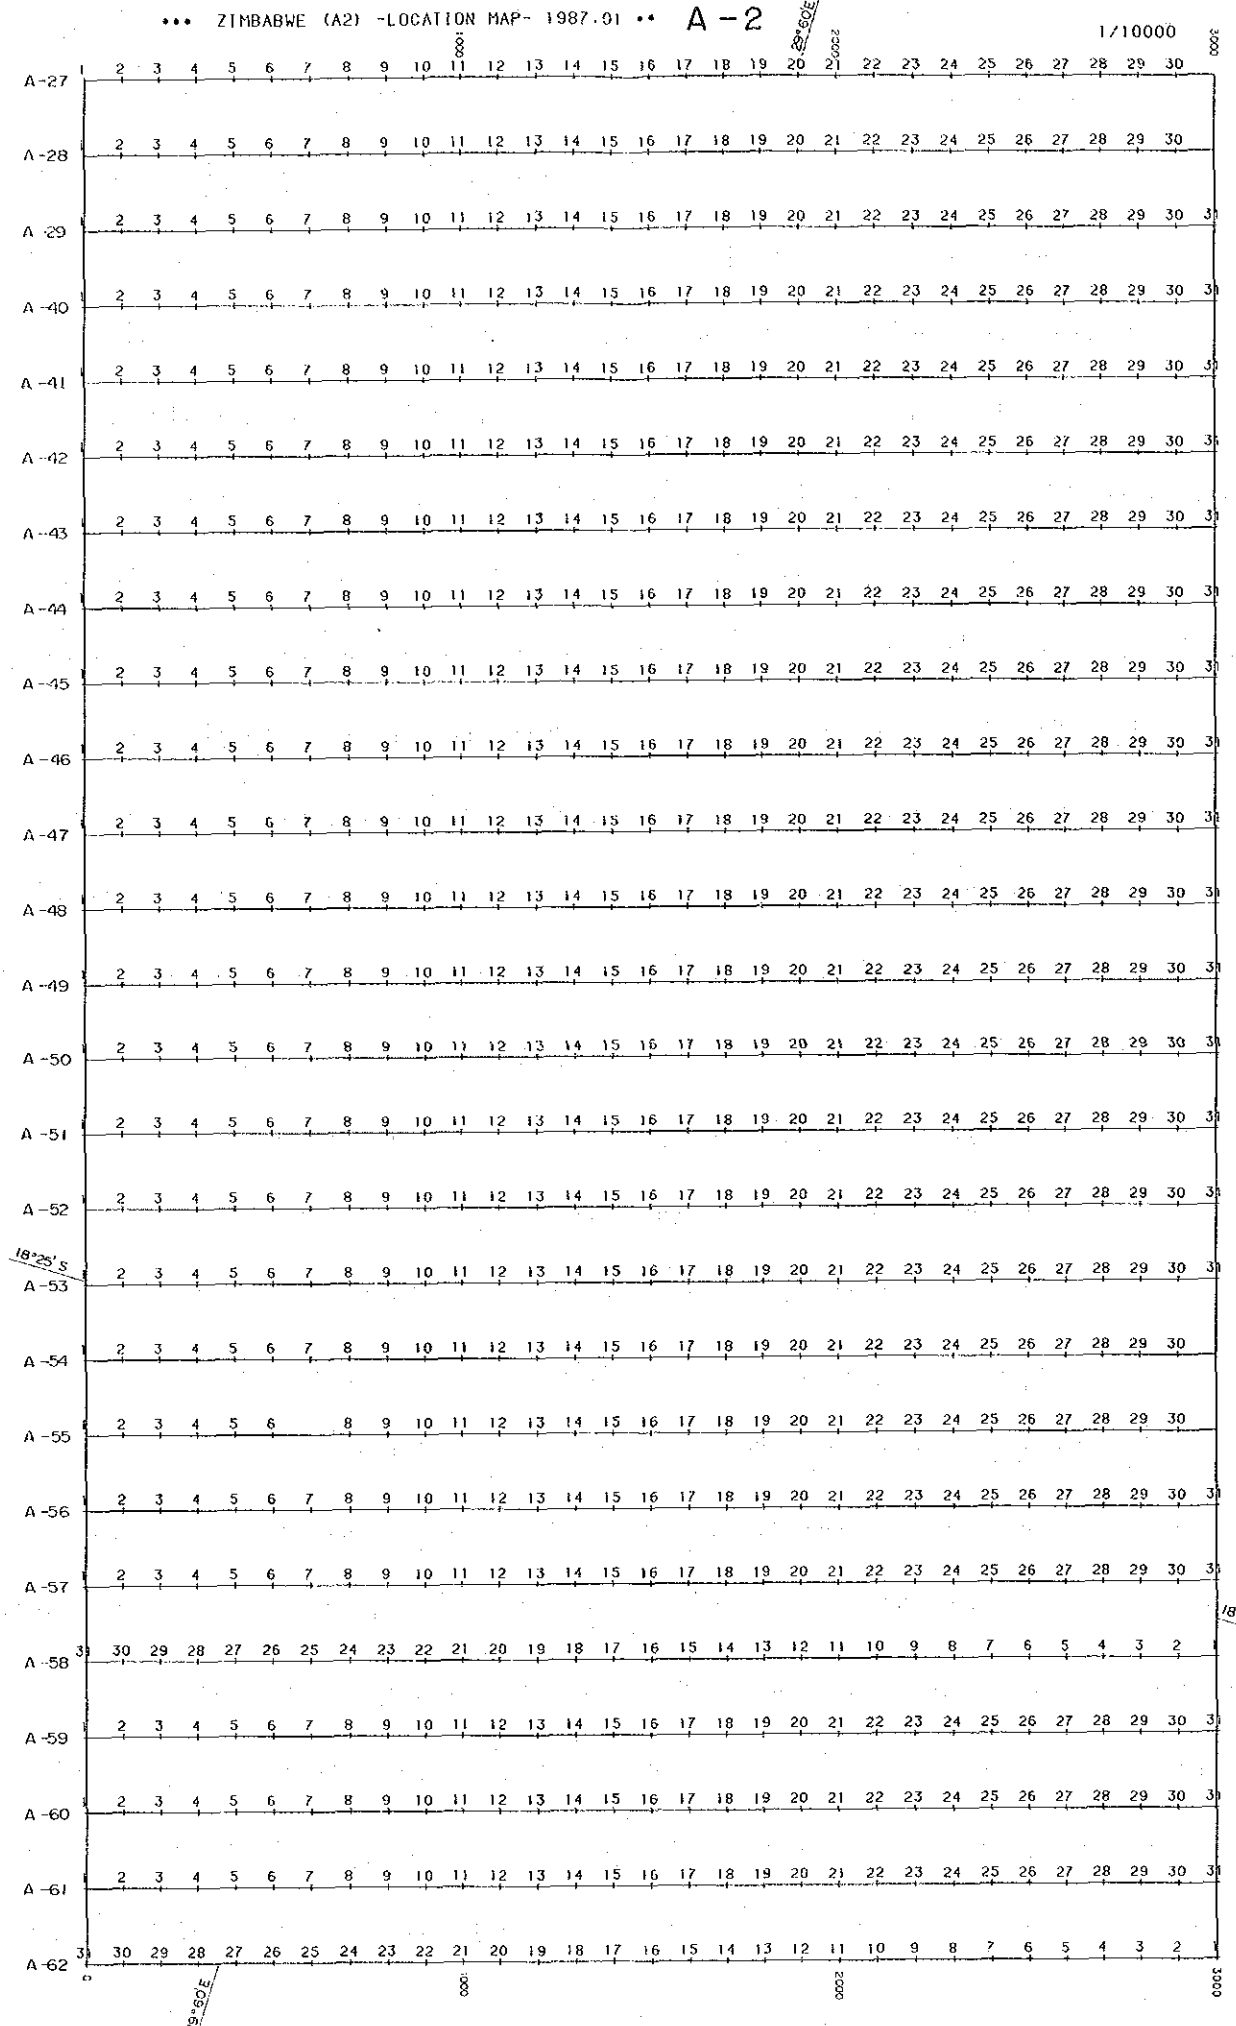 ••• ZIMBABWE (A2) -LOCATION MAP- 1987.01 •• A-2
29°60'E
1/10000
1000 2000 3000
A-27 1 2 3 4 5 6 7 8 9 10 11 12 13 14 15 16 17 18 19 20 21 22 23 24 25 26 27 28 29 30
A-28 2 3 4 5 6 7 8 9 10 11 12 13 14 15 16 17 18 19 20 21 22 23 24 25 26 27 28 29 30
A-29 1 2 3 4 5 6 7 8 9 10 11 12 13 14 15 16 17 18 19 20 21 22 23 24 25 26 27 28 29 30 31
A-40 1 2 3 4 5 6 7 8 9 10 11 12 13 14 15 16 17 18 19 20 21 22 23 24 25 26 27 28 29 30 31
A-41 1 2 3 4 5 6 7 8 9 10 11 12 13 14 15 16 17 18 19 20 21 22 23 24 25 26 27 28 29 30 31
A-42 1 2 3 4 5 6 7 8 9 10 11 12 13 14 15 16 17 18 19 20 21 22 23 24 25 26 27 28 29 30 31
A-43 1 2 3 4 5 6 7 8 9 10 11 12 13 14 15 16 17 18 19 20 21 22 23 24 25 26 27 28 29 30 31
A-44 1 2 3 4 5 6 7 8 9 10 11 12 13 14 15 16 17 18 19 20 21 22 23 24 25 26 27 28 29 30 31
A-45 1 2 3 4 5 6 7 8 9 10 11 12 13 14 15 16 17 18 19 20 21 22 23 24 25 26 27 28 29 30 31
A-46 1 2 3 4 5 6 7 8 9 10 11 12 13 14 15 16 17 18 19 20 21 22 23 24 25 26 27 28 29 30 31
A-47 1 2 3 4 5 6 7 8 9 10 11 12 13 14 15 16 17 18 19 20 21 22 23 24 25 26 27 28 29 30 31
A-48 1 2 3 4 5 6 7 8 9 10 11 12 13 14 15 16 17 18 19 20 21 22 23 24 25 26 27 28 29 30 31
A-49 1 2 3 4 5 6 7 8 9 10 11 12 13 14 15 16 17 18 19 20 21 22 23 24 25 26 27 28 29 30 31
A-50 1 2 3 4 5 6 7 8 9 10 11 12 13 14 15 16 17 18 19 20 21 22 23 24 25 26 27 28 29 30 31
A-51 1 2 3 4 5 6 7 8 9 10 11 12 13 14 15 16 17 18 19 20 21 22 23 24 25 26 27 28 29 30 31
A-52 1 2 3 4 5 6 7 8 9 10 11 12 13 14 15 16 17 18 19 20 21 22 23 24 25 26 27 28 29 30 31
18°25'S
A-53 1 2 3 4 5 6 7 8 9 10 11 12 13 14 15 16 17 18 19 20 21 22 23 24 25 26 27 28 29 30 31
A-54 1 2 3 4 5 6 7 8 9 10 11 12 13 14 15 16 17 18 19 20 21 22 23 24 25 26 27 28 29 30
A-55 1 2 3 4 5 6 8 9 10 11 12 13 14 15 16 17 18 19 20 21 22 23 24 25 26 27 28 29 30
A-56 1 2 3 4 5 6 7 8 9 10 11 12 13 14 15 16 17 18 19 20 21 22 23 24 25 26 27 28 29 30 31
A-57 1 2 3 4 5 6 7 8 9 10 11 12 13 14 15 16 17 18 19 20 21 22 23 24 25 26 27 28 29 30 31
18
A-58 31 30 29 28 27 26 25 24 23 22 21 20 19 18 17 16 15 14 13 12 11 10 9 8 7 6 5 4 3 2 1
A-59 1 2 3 4 5 6 7 8 9 10 11 12 13 14 15 16 17 18 19 20 21 22 23 24 25 26 27 28 29 30 31
A-60 1 2 3 4 5 6 7 8 9 10 11 12 13 14 15 16 17 18 19 20 21 22 23 24 25 26 27 28 29 30 31
A-61 1 2 3 4 5 6 7 8 9 10 11 12 13 14 15 16 17 18 19 20 21 22 23 24 25 26 27 28 29 30 31
A-62 31 30 29 28 27 26 25 24 23 22 21 20 19 18 17 16 15 14 13 12 11 10 9 8 7 6 5 4 3 2 1
0 1000 2000 3000
9°60'E